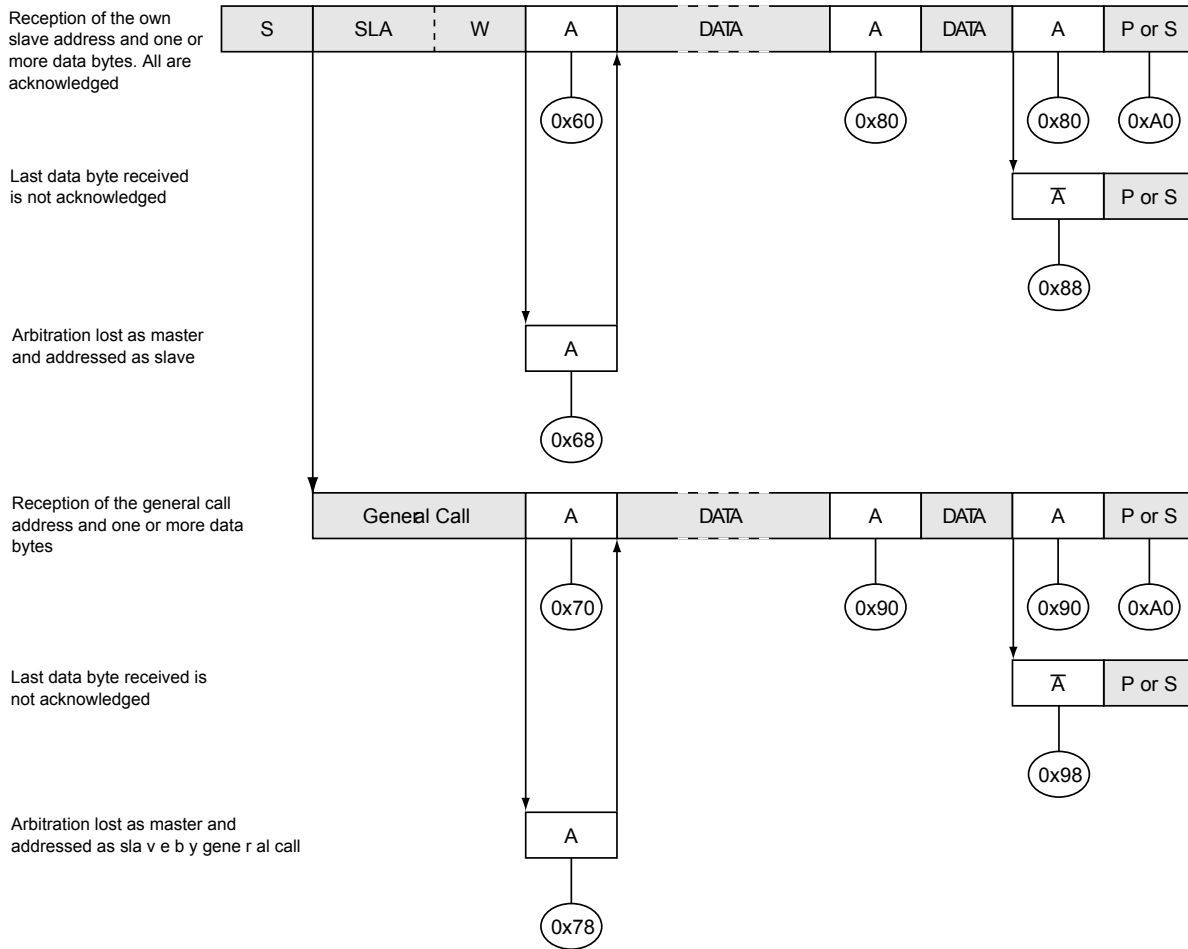 Reception of the own
slave address and one or
more data bytes. All are
acknowledged
S SLA W A DATA A DATA A P or S
0x60 0x80 0x80 0xA0
Last data byte received
is not acknowledged
A̅ P or S
0x88
Arbitration lost as master
and addressed as slave
A
0x68
Reception of the general call
address and one or more data
bytes
General Call A DATA A DATA A P or S
0x70 0x90 0x90 0xA0
Last data byte received is
not acknowledged
A̅ P or S
0x98
Arbitration lost as master and
addressed as sla v e b y gene r al call
A
0x78